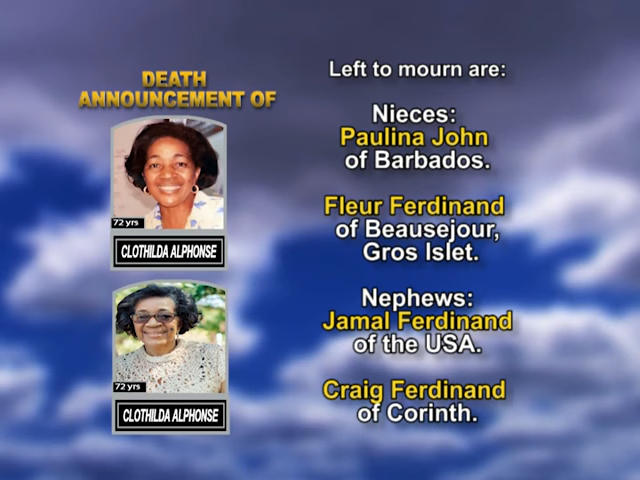 DEATH
ANNOUNCEMENT OF
72 yrs
CLOTHILDA ALPHONSE
72 yrs
CLOTHILDA ALPHONSE
Left to mourn are:
Nieces:
Paulina John
of Barbados.
Fleur Ferdinand
of Beausejour,
Gros Islet.
Nephews:
Jamal Ferdinand
of the USA.
Craig Ferdinand
of Corinth.